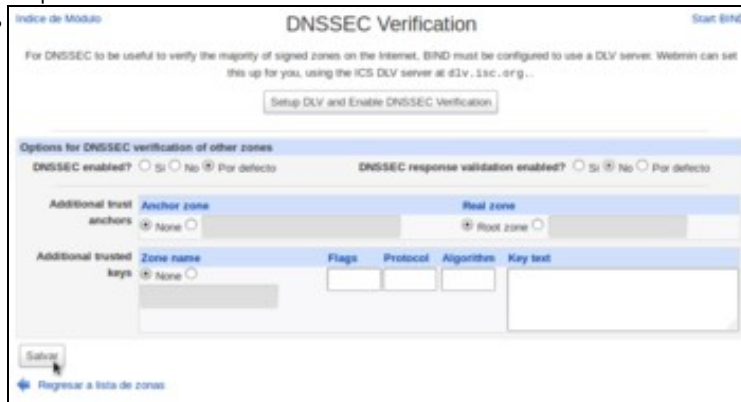 Indice de Módulo
DNSSEC Verification
Start BIND
For DNSSEC to be useful to verify the majority of signed zones on the Internet, BIND must be configured to use a DLV server. Webmin can set
this up for you, using the ICS DLV server at dlv.isc.org..
Setup DLV and Enable DNSSEC Verification
Options for DNSSEC verification of other zones
DNSSEC enabled? Si No Por defecto DNSSEC response validation enabled? Si No Por defecto
Additional trust anchors
Anchor zone Real zone
None Root zone
Additional trusted keys
Zone name Flags Protocol Algorithm Key text
None
Salvar
Regresar a lista de zonas